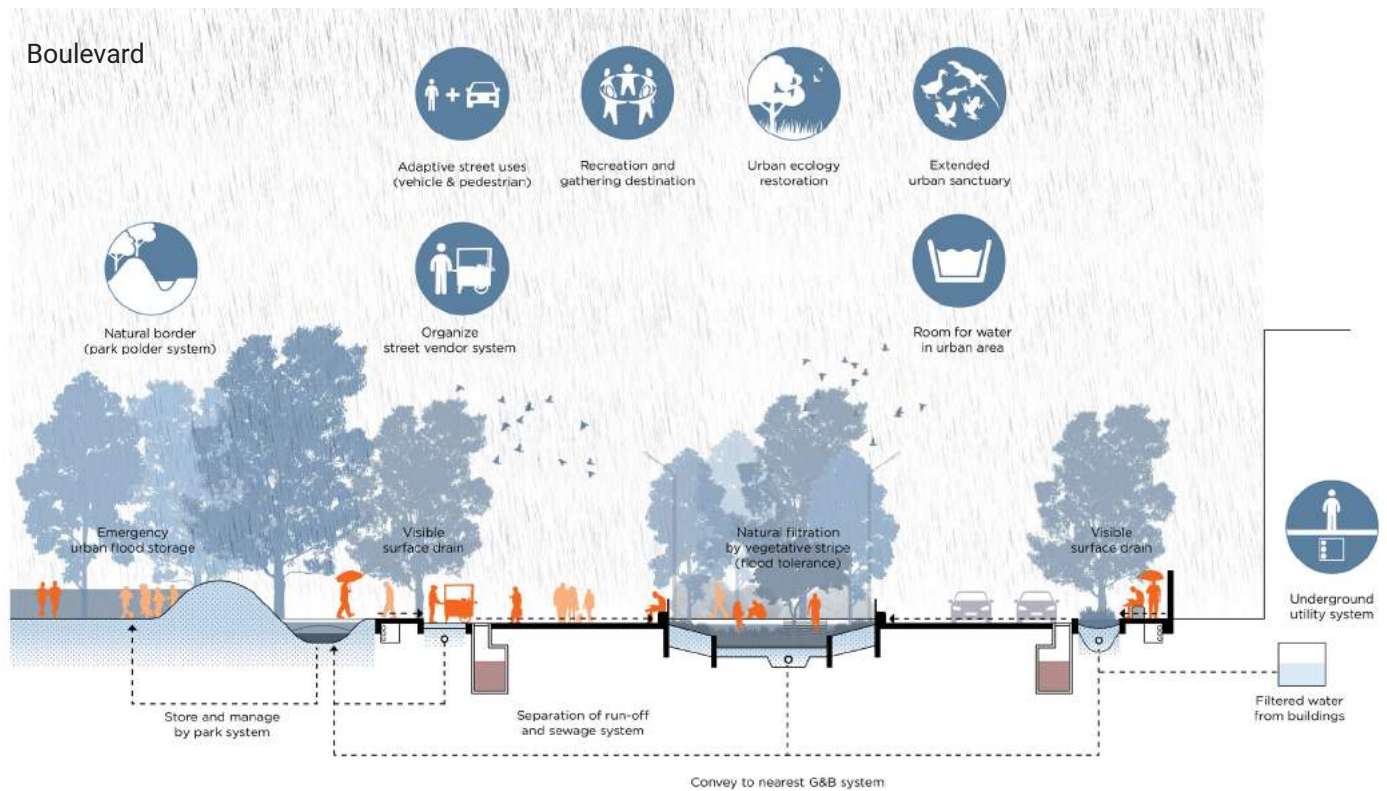 Boulevard
Adaptive street uses
(vehicle & pedestrian)
Recreation and
gathering destination
Urban ecology
restoration
Extended
urban sanctuary
Natural border
(park polder system)
Organize
street vendor system
Room for water
in urban area
Emergency
urban flood storage
Visible
surface drain
Natural filtration
by vegetative stripe
(flood tolerance)
Visible
surface drain
Underground
utility system
Store and manage
by park system
Separation of run-off
and sewage system
Filtered water
from buildings
Convey to nearest G&B system